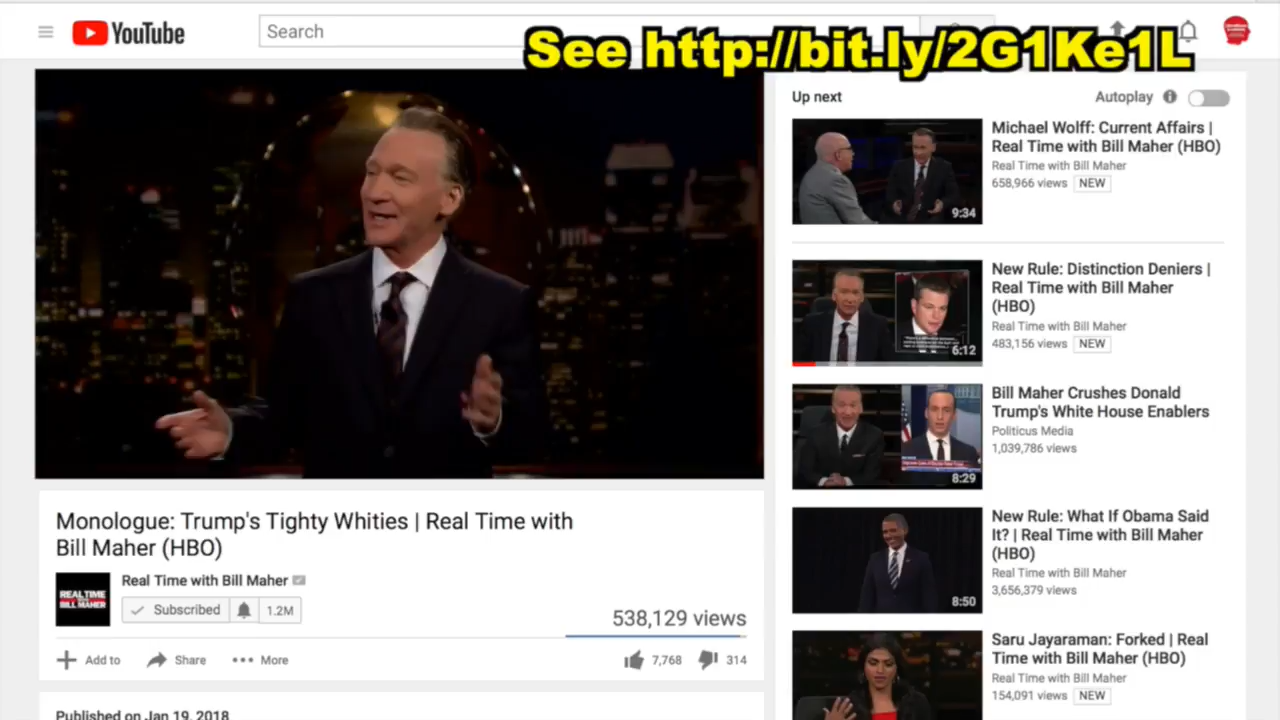 YouTube
Search
See http://bit.ly/2G1Ke1L
Up next
Autoplay
Michael Wolff: Current Affairs |
Real Time with Bill Maher (HBO)
Real Time with Bill Maher
658,966 views NEW
9:34
New Rule: Distinction Deniers |
Real Time with Bill Maher
(HBO)
Real Time with Bill Maher
483,156 views NEW
6:12
Bill Maher Crushes Donald
Trump's White House Enablers
Politicus Media
1,039,786 views
8:29
New Rule: What If Obama Said
It? | Real Time with Bill Maher
(HBO)
Real Time with Bill Maher
3,656,379 views
8:50
Saru Jayaraman: Forked | Real
Time with Bill Maher (HBO)
Real Time with Bill Maher
154,091 views NEW
Monologue: Trump's Tighty Whities | Real Time with
Bill Maher (HBO)
REAL TIME
BILL MAHER
Real Time with Bill Maher
Subscribed 1.2M
538,129 views
Add to Share More 7,768 314
Published on Jan 19, 2018